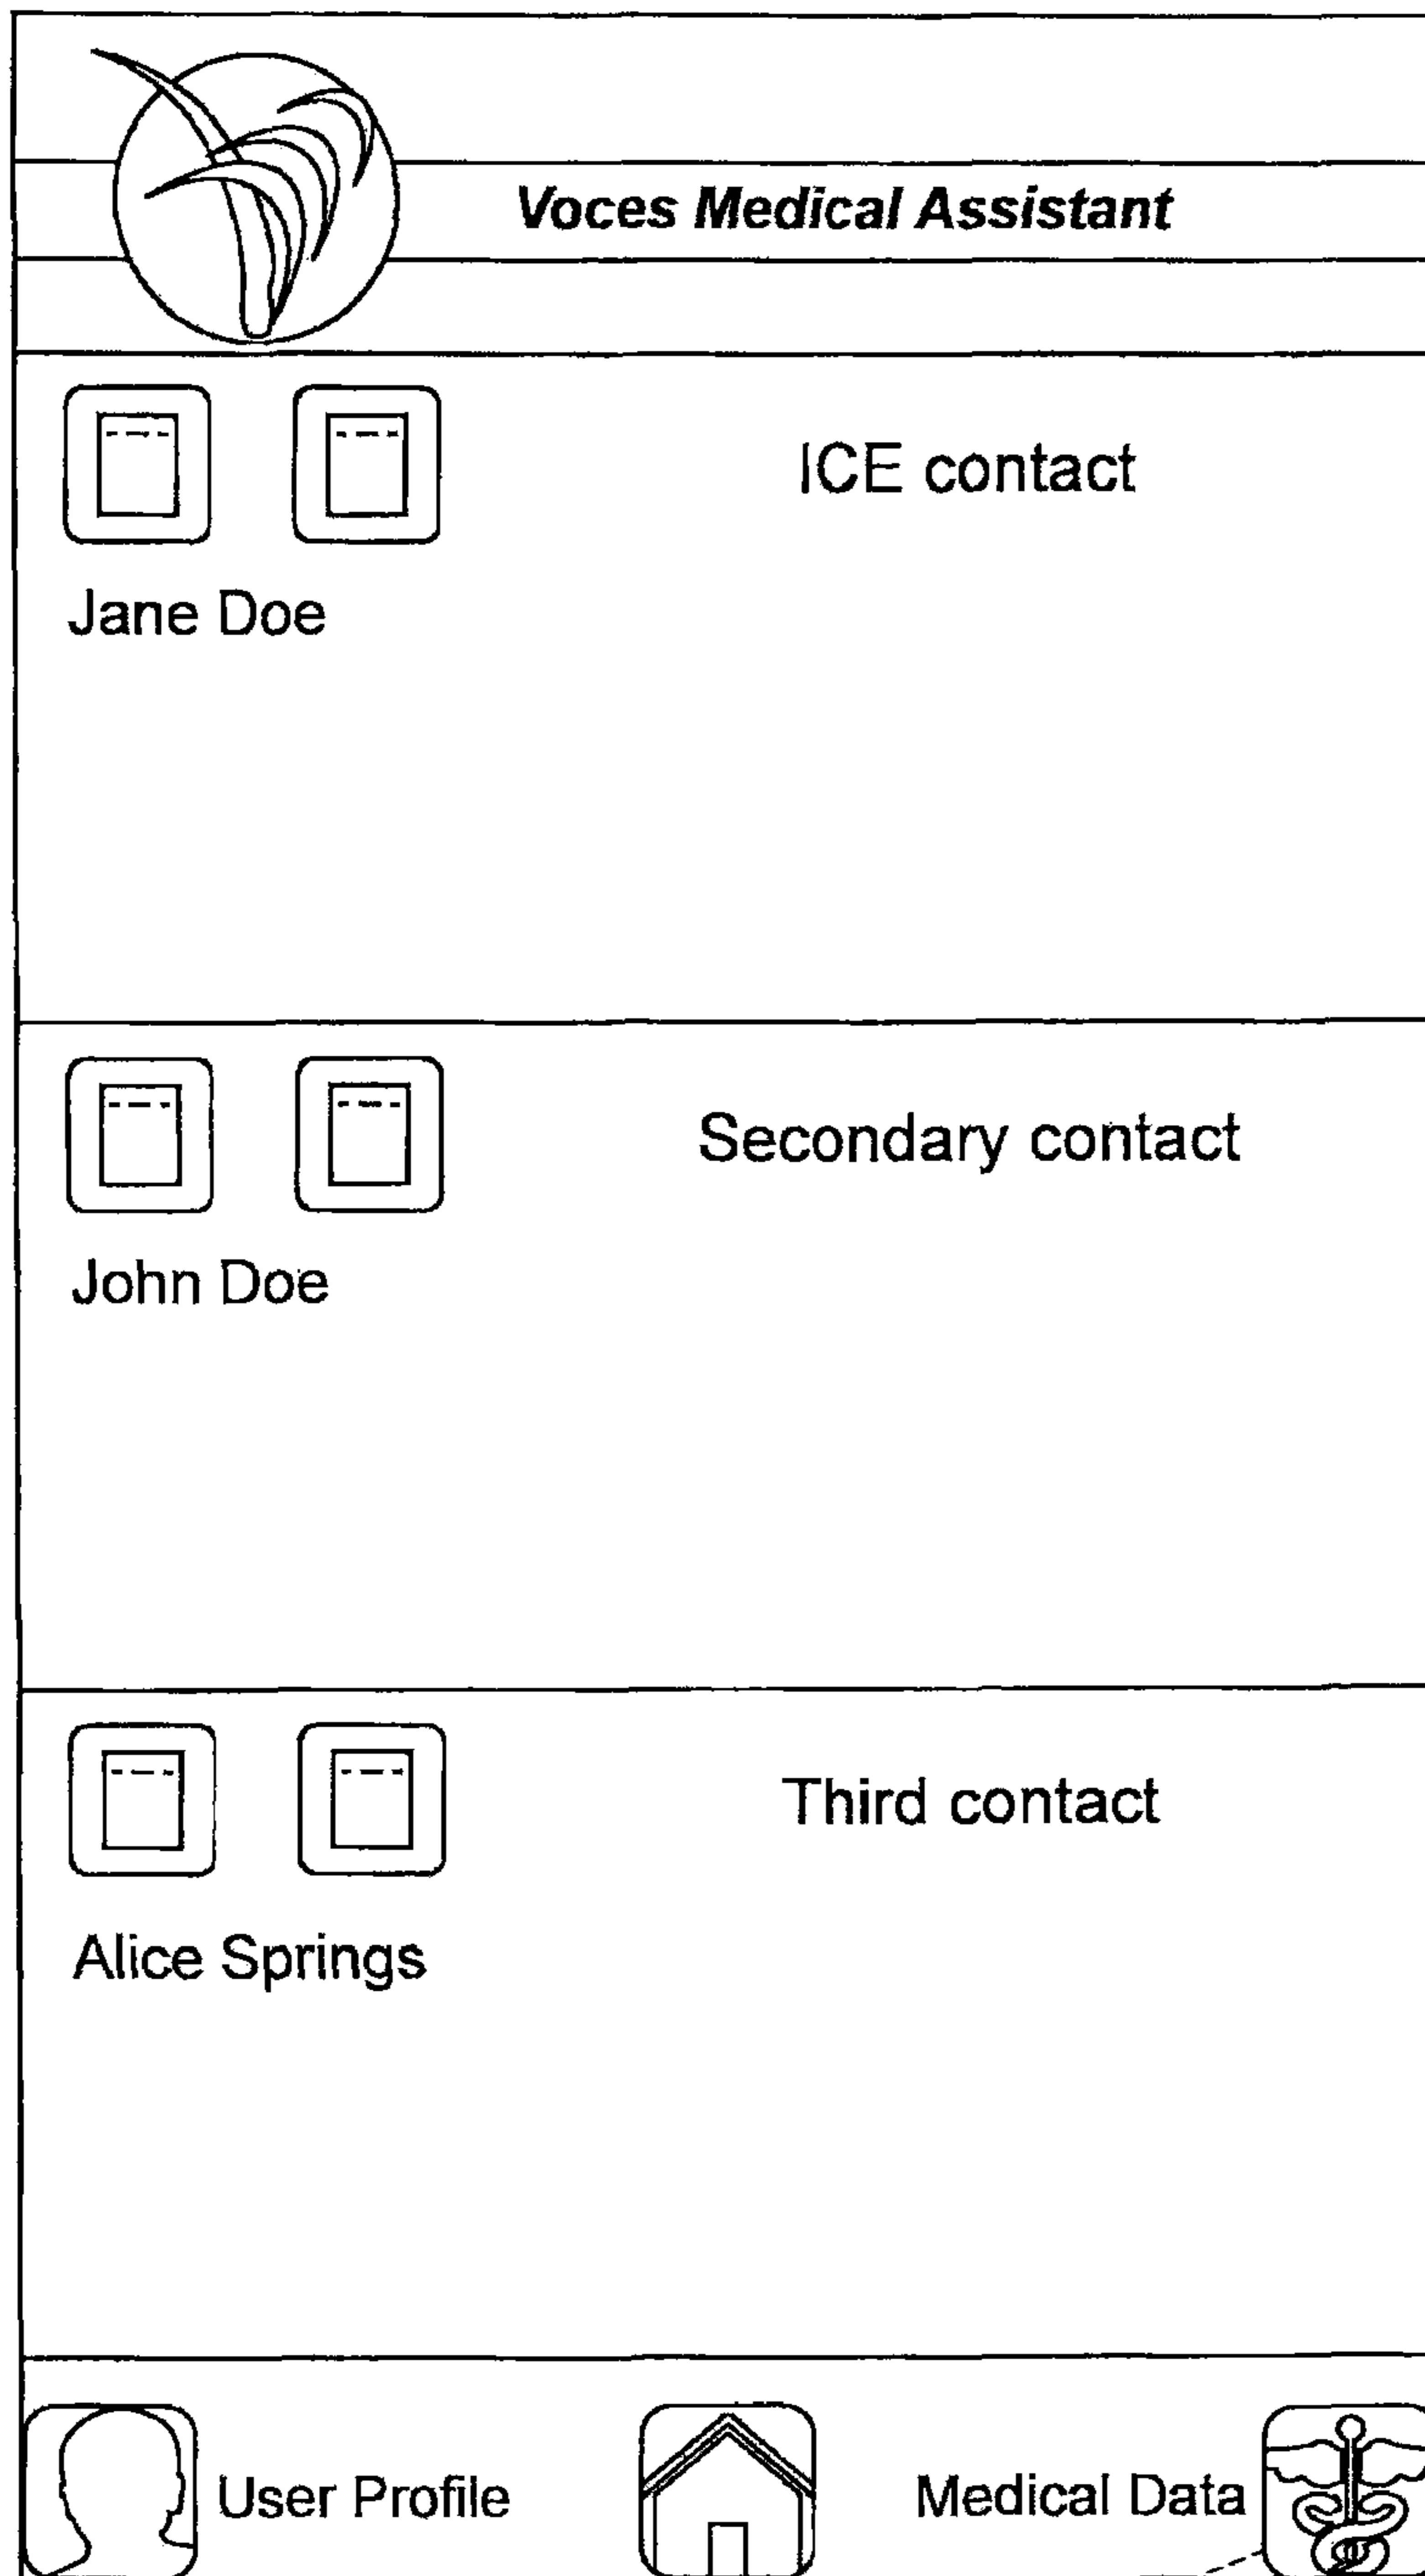 Voces Medical Assistant
ICE contact
Jane Doe
Secondary contact
John Doe
Third contact
Alice Springs
User Profile
Medical Data